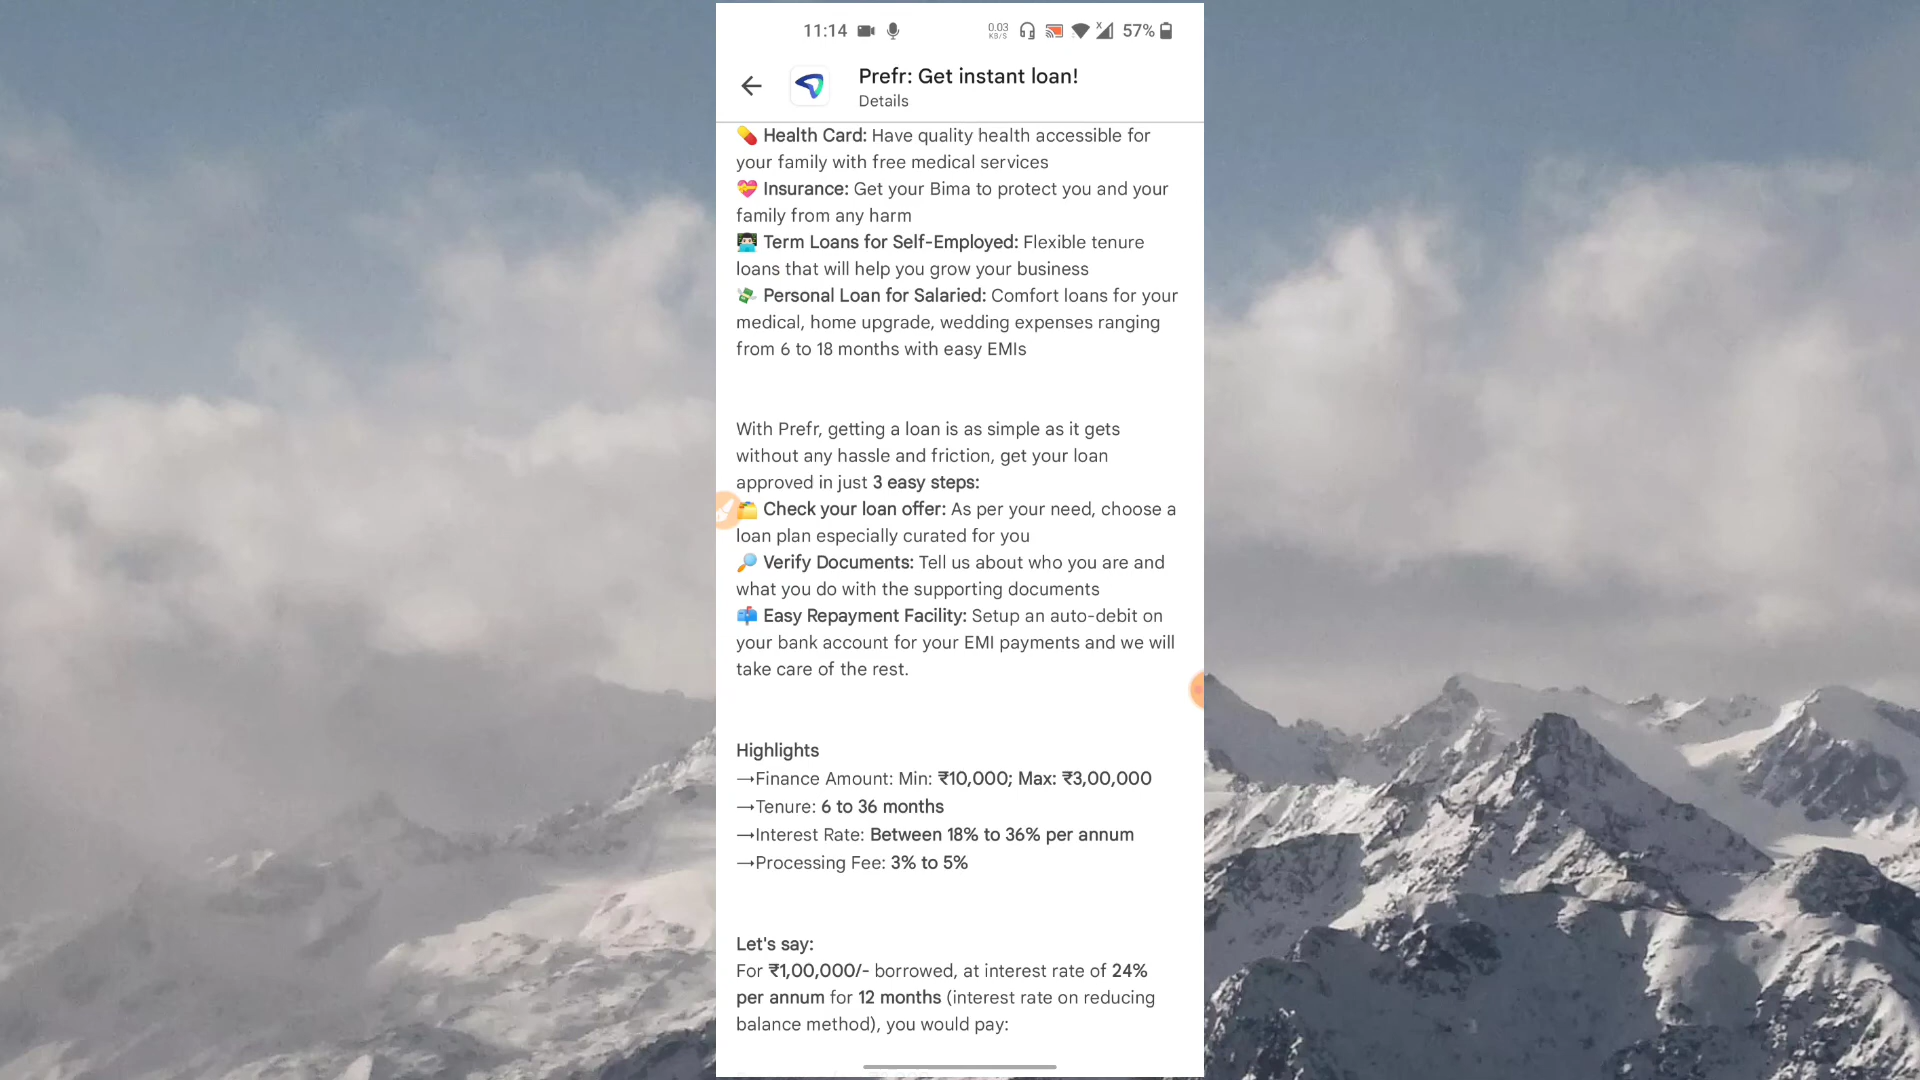 11:14
0.03
KB/S
X
57%
Prefr: Get instant loan!
Details
💊 Health Card: Have quality health accessible for
your family with free medical services
💝 Insurance: Get your Bima to protect you and your
family from any harm
👨🏻‍💻 Term Loans for Self-Employed: Flexible tenure
loans that will help you grow your business
💸 Personal Loan for Salaried: Comfort loans for your
medical, home upgrade, wedding expenses ranging
from 6 to 18 months with easy EMIs
With Prefr, getting a loan is as simple as it gets
without any hassle and friction, get your loan
approved in just 3 easy steps:
🗂️ Check your loan offer: As per your need, choose a
loan plan especially curated for you
🔎 Verify Documents: Tell us about who you are and
what you do with the supporting documents
📫 Easy Repayment Facility: Setup an auto-debit on
your bank account for your EMI payments and we will
take care of the rest.
Highlights
→Finance Amount: Min: ₹10,000; Max: ₹3,00,000
→Tenure: 6 to 36 months
→Interest Rate: Between 18% to 36% per annum
→Processing Fee: 3% to 5%
Let's say:
For ₹1,00,000/- borrowed, at interest rate of 24%
per annum for 12 months (interest rate on reducing
balance method), you would pay: